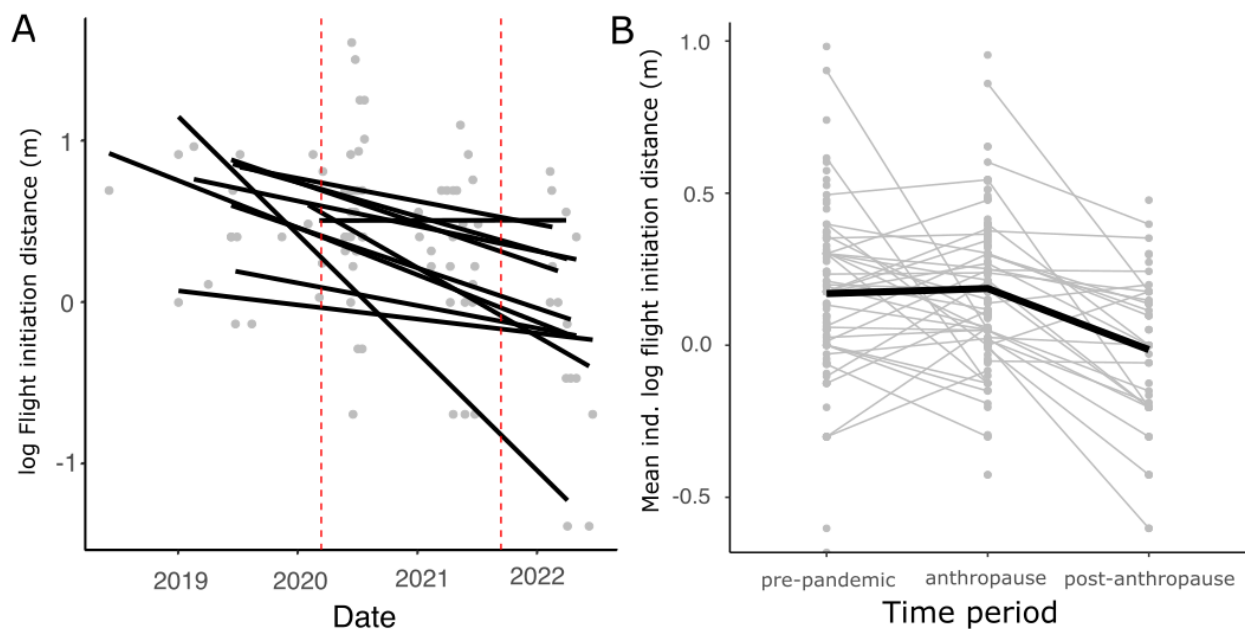 A
log Flight initiation distance (m)
1
0
-1
2019
2020
2021
2022
Date
B
Mean ind. log flight initiation distance (m)
1.0
0.5
0.0
-0.5
pre-pandemic
anthropause
post-anthropause
Time period